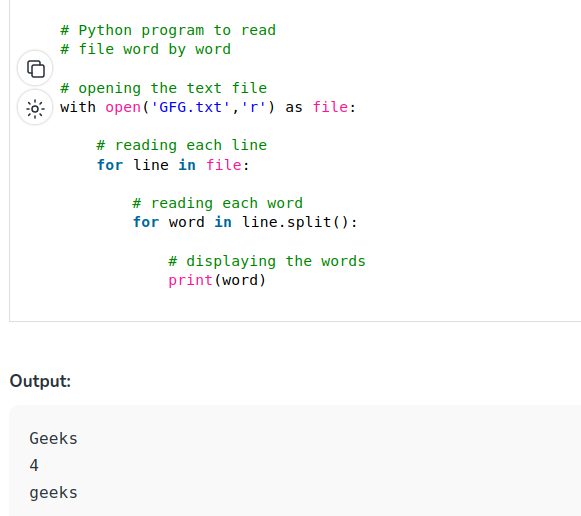 # Python program to read
# file word by word
# opening the text file
with open('GFG.txt','r') as file:
# reading each line
for line in file:
# reading each word
for word in line.split():
# displaying the words
print(word)
Output:
Geeks
4
geeks